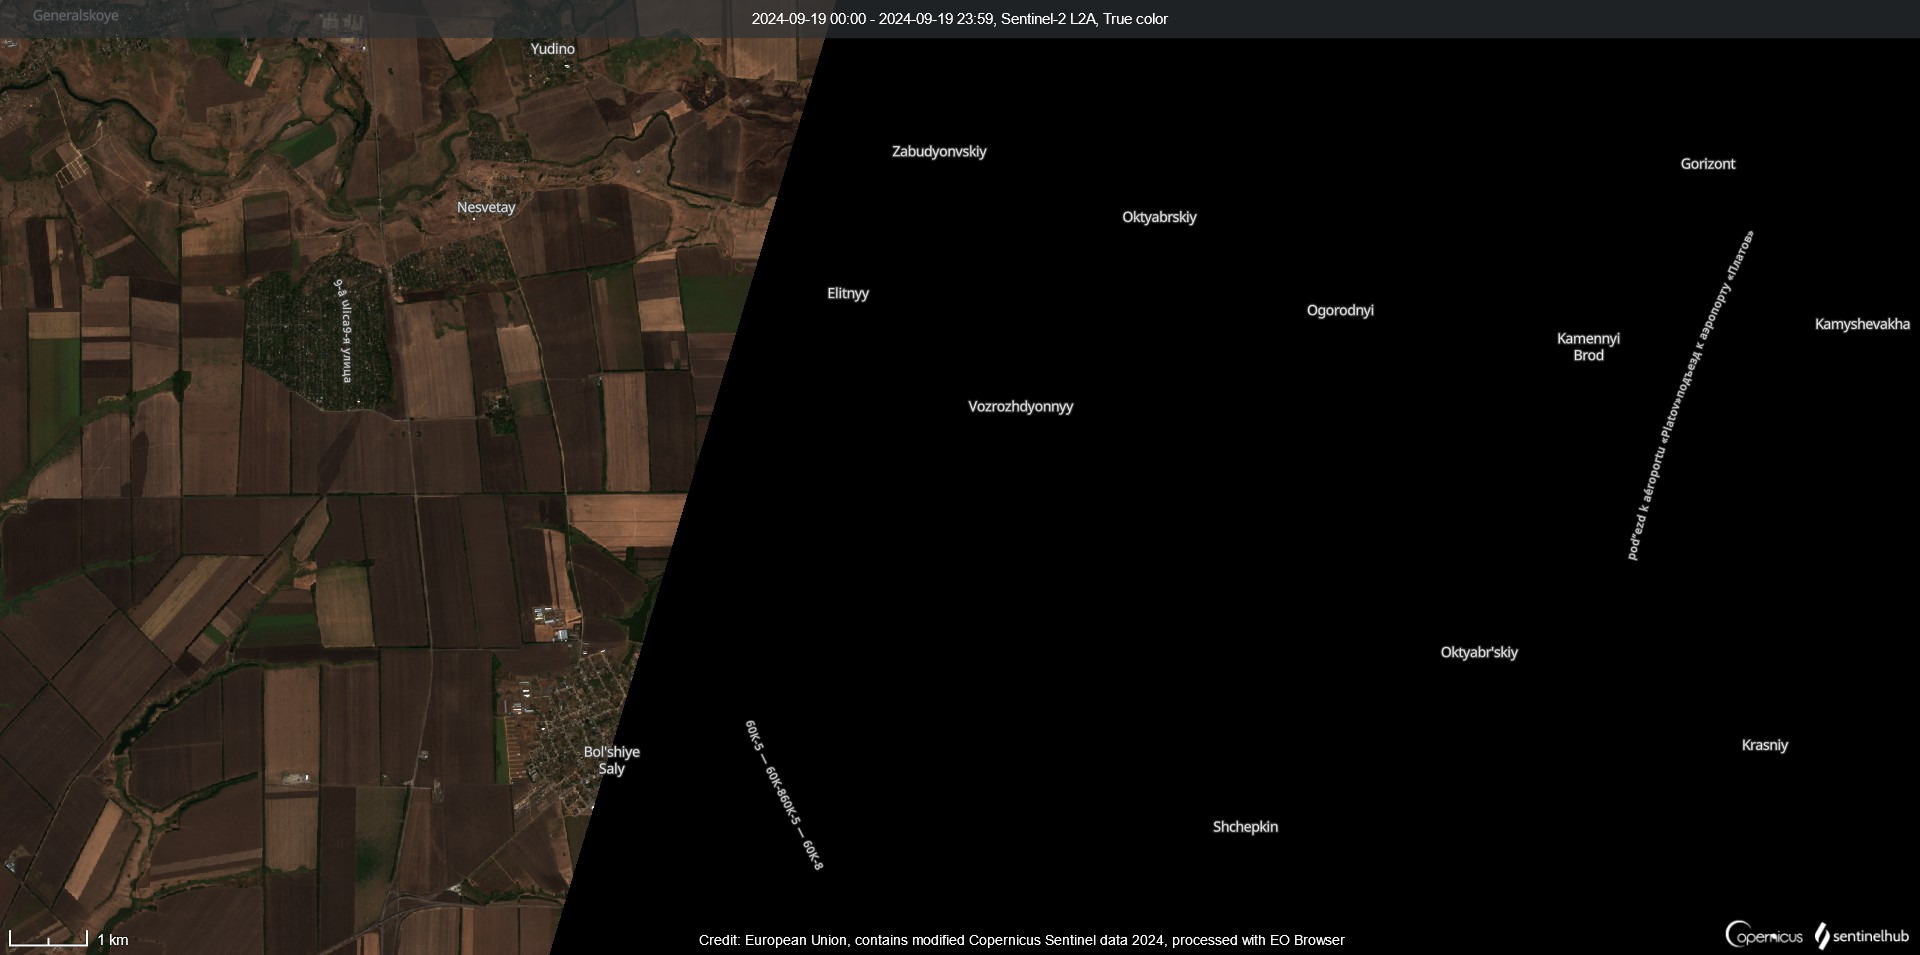 Generalskoye
2024-09-19 00:00 - 2024-09-19 23:59, Sentinel-2 L2A, True color
Yudino
Zabudyonvskiy
Gorizont
Nesvetay
Oktyabrskiy
Elitnyy
9-â ulica9-я улица
Ogorodnyi
Kamyshevakha
Kamennyi
Brod
pod"ezd k aéroportu «Platov»подъезд к аэропорту «Платов»
Vozrozhdyonnyy
Oktyabr'skiy
Bol'shiye
Saly
60K-5 — 60K-860K-5 — 60K-8
Krasniy
Shchepkin
1 km
Credit: European Union, contains modified Copernicus Sentinel data 2024, processed with EO Browser
Copernicus
sentinelhub